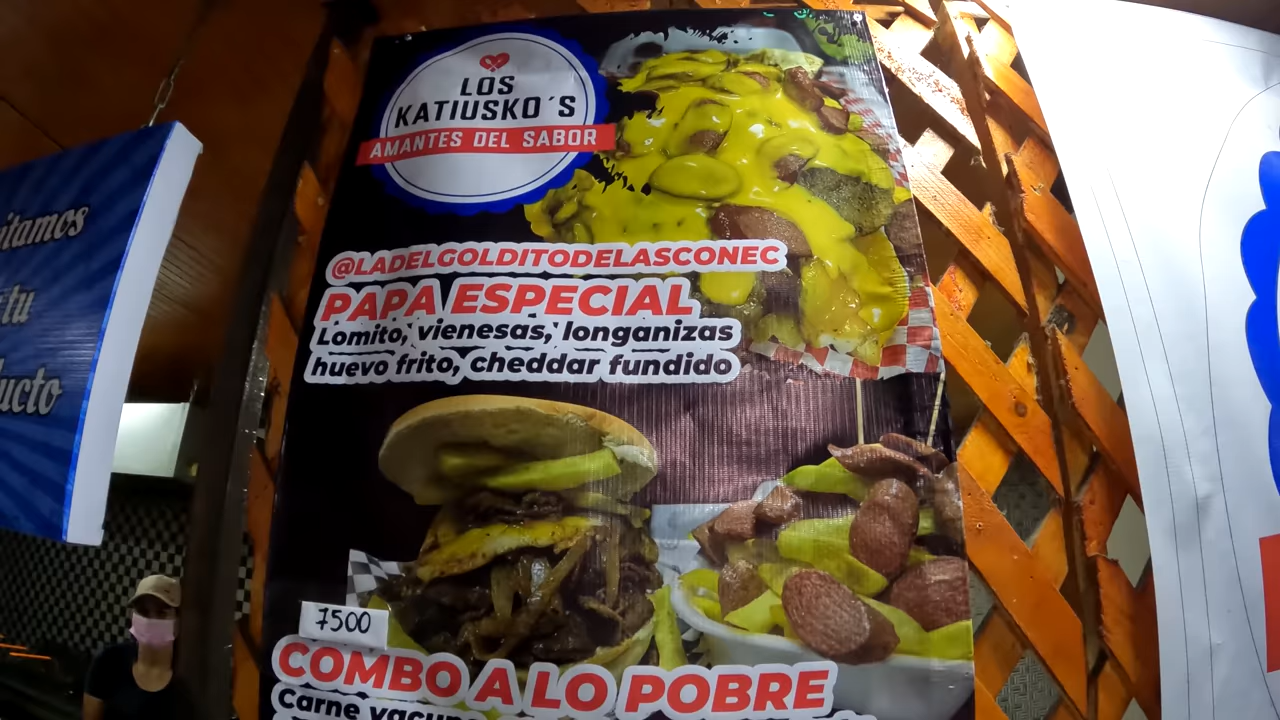 LOS
KATIUSKO´S
AMANTES DEL SABOR
@LADELGOLDITODELASCONEC
PAPA ESPECIAL
Lomito, vienesas, longanizas
huevo frito, cheddar fundido
7500
COMBO A LO POBRE
Carne
tu